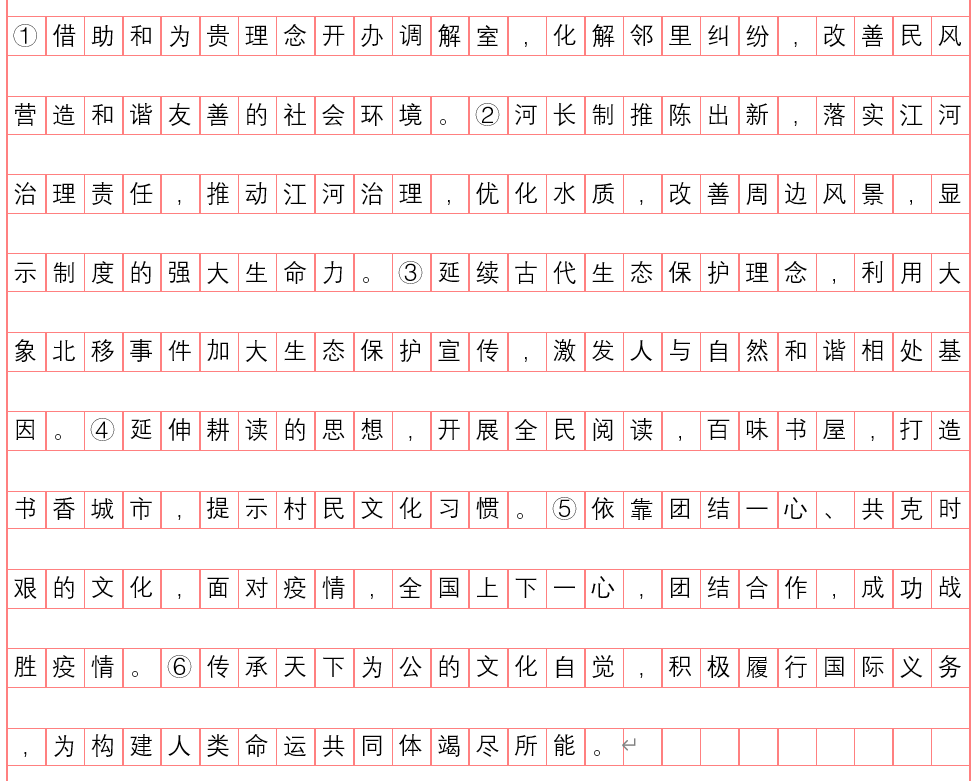 ①借助和为贵理念开办调解室，化解邻里纠纷，改善民风
营造和谐友善的社会环境。②河长制推陈出新，落实江河
治理责任，推动江河治理，优化水质，改善周边风景，显
示制度的强大生命力。③延续古代生态保护理念，利用大
象北移事件加大生态保护宣传，激发人与自然和谐相处基
因。④延伸耕读的思想，开展全民阅读，百味书屋，打造
书香城市，提示村民文化习惯。⑤依靠团结一心、共克时
艰的文化，面对疫情，全国上下一心，团结合作，成功战
胜疫情。⑥传承天下为公的文化自觉，积极履行国际义务
，为构建人类命运共同体竭尽所能。